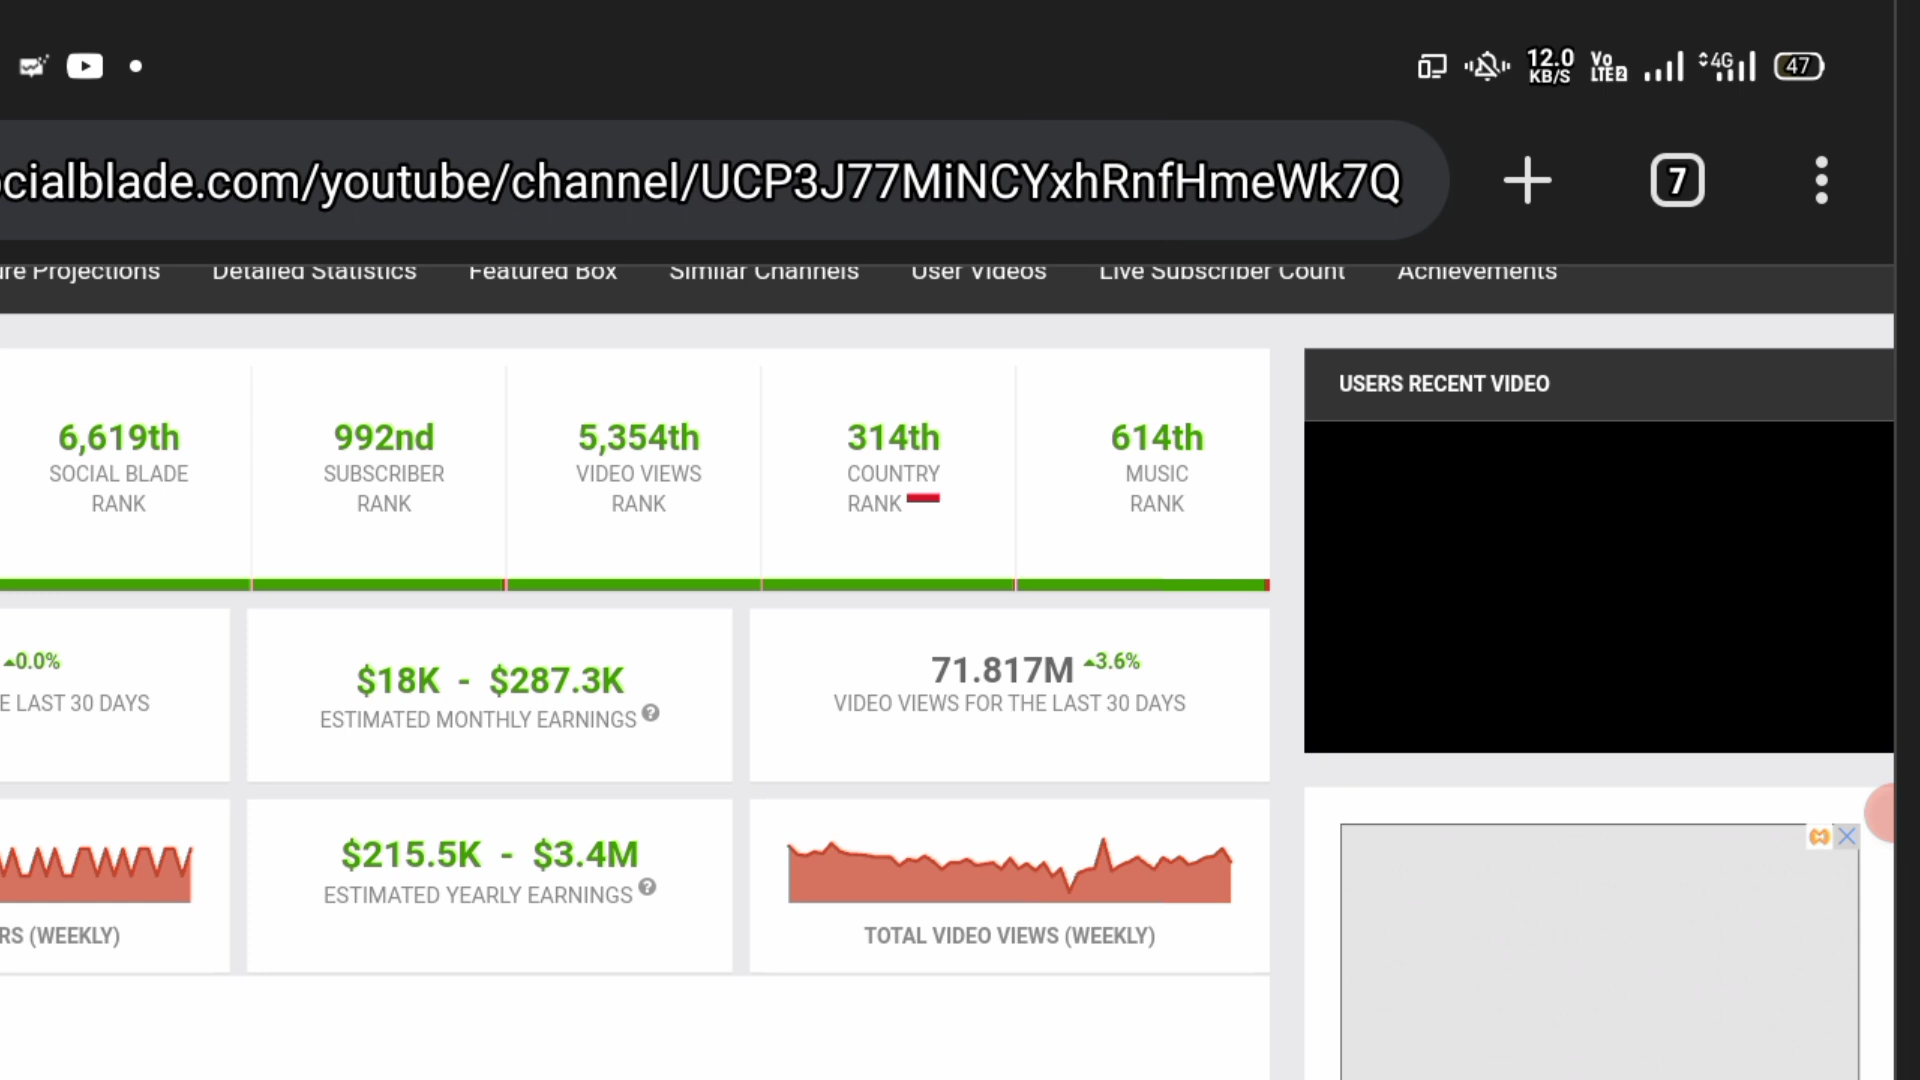 12.0
KB/S
Vo
LTE2
4G
47
cialblade.com/youtube/channel/UCP3J77MiNCYxhRnfHmeWk7Q
7
re Projections
Detailed Statistics
Featured Box
Similar Channels
User Videos
Live Subscriber Count
Achievements
6,619th
SOCIAL BLADE
RANK
992nd
SUBSCRIBER
RANK
5,354th
VIDEO VIEWS
RANK
314th
COUNTRY
RANK
614th
MUSIC
RANK
USERS RECENT VIDEO
0.0%
E LAST 30 DAYS
$18K - $287.3K
ESTIMATED MONTHLY EARNINGS ?
71.817M 3.6%
VIDEO VIEWS FOR THE LAST 30 DAYS
RS (WEEKLY)
$215.5K - $3.4M
ESTIMATED YEARLY EARNINGS ?
TOTAL VIDEO VIEWS (WEEKLY)